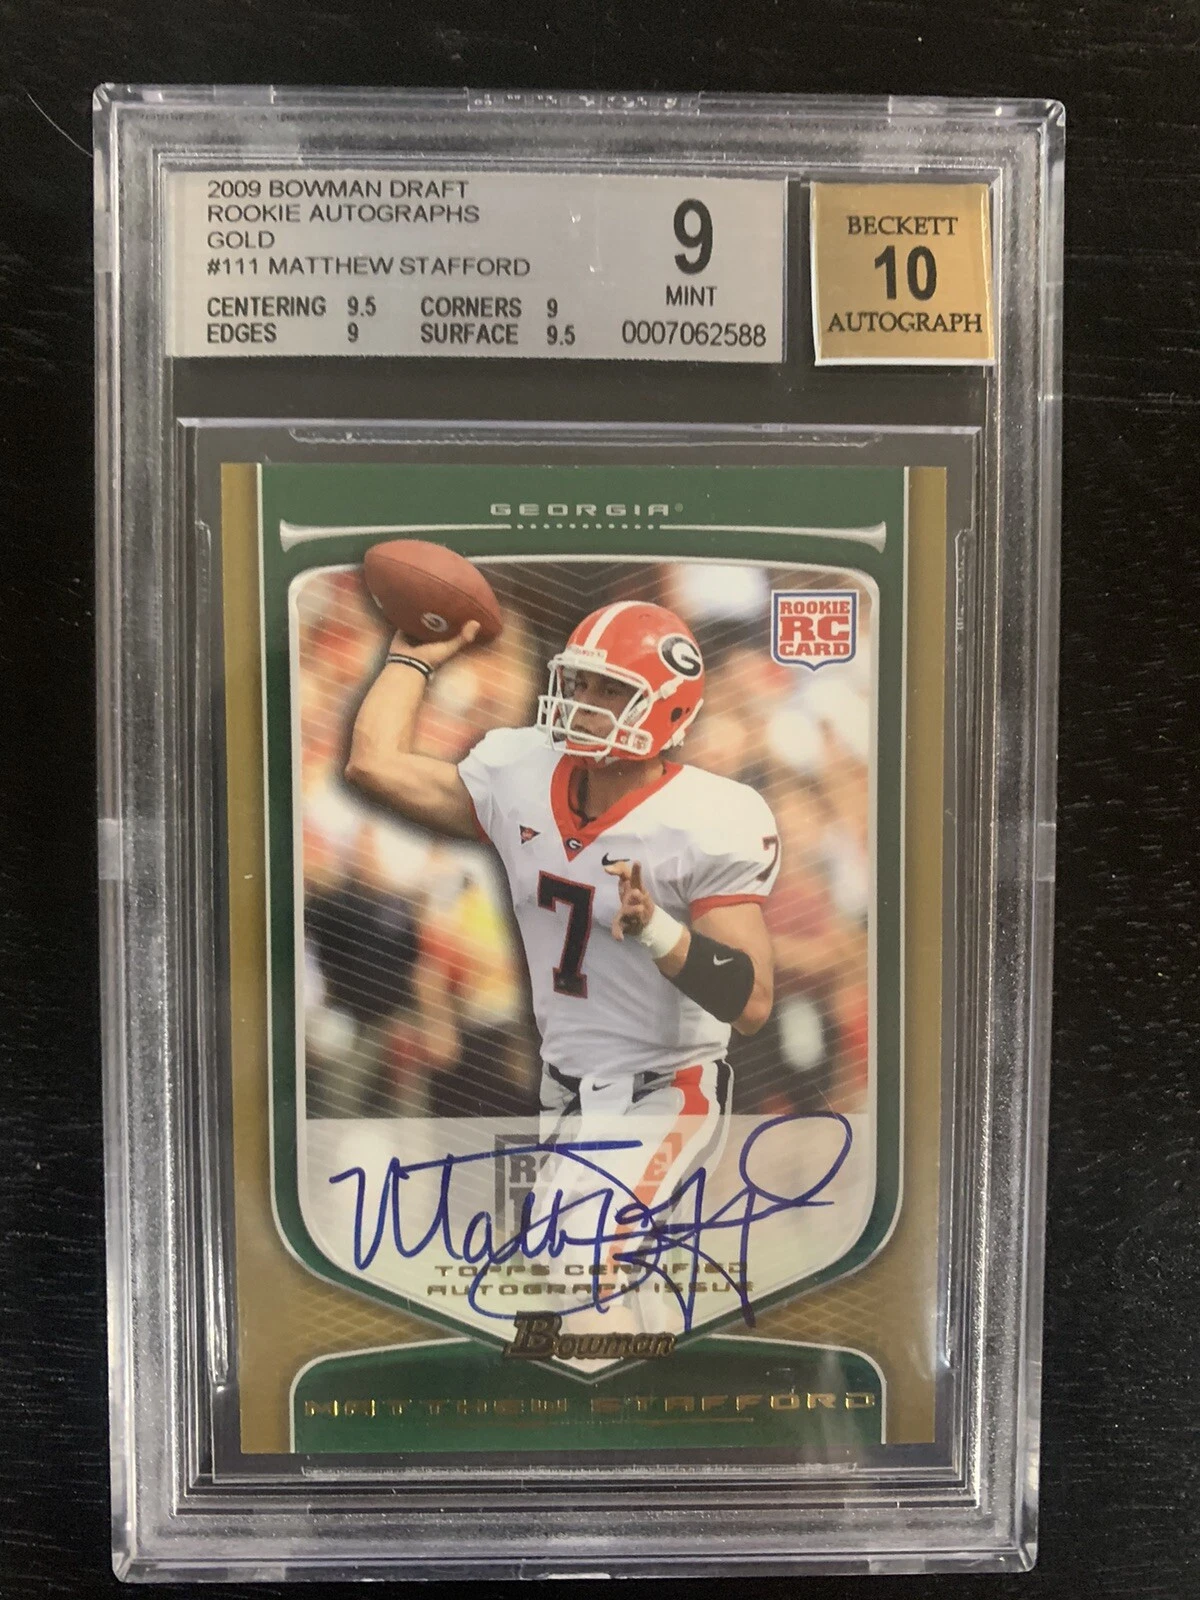 2009 BOWMAN DRAFT
ROOKIE AUTOGRAPHS
GOLD
#111 MATTHEW STAFFORD
CENTERING 9.5 CORNERS 9
EDGES 9 SURFACE 9.5
9
MINT
0007062588
BECKETT
10
AUTOGRAPH
GEORGIA
G
ROOKIE
RC
CARD
G
7
7
Matthew Stafford
TOPPS CERTIFIED
AUTOGRAPH ISSUE
Bowman
MATTHEW STAFFORD